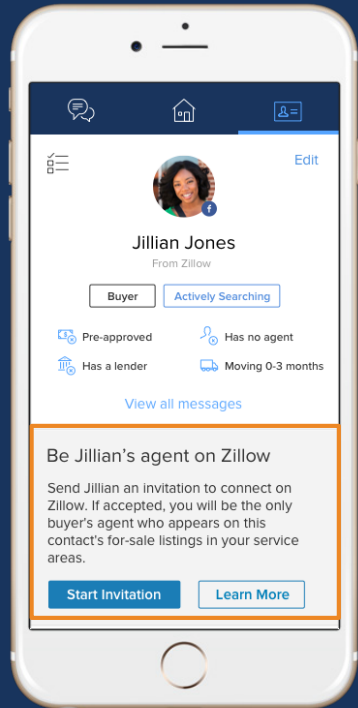 Edit
Jillian Jones
From Zillow
Buyer
Actively Searching
Pre-approved
Has no agent
Has a lender
Moving 0-3 months
View all messages
Be Jillian's agent on Zillow
Send Jillian an invitation to connect on
Zillow. If accepted, you will be the only
buyer's agent who appears on this
contact's for-sale listings in your service
areas.
Start Invitation
Learn More